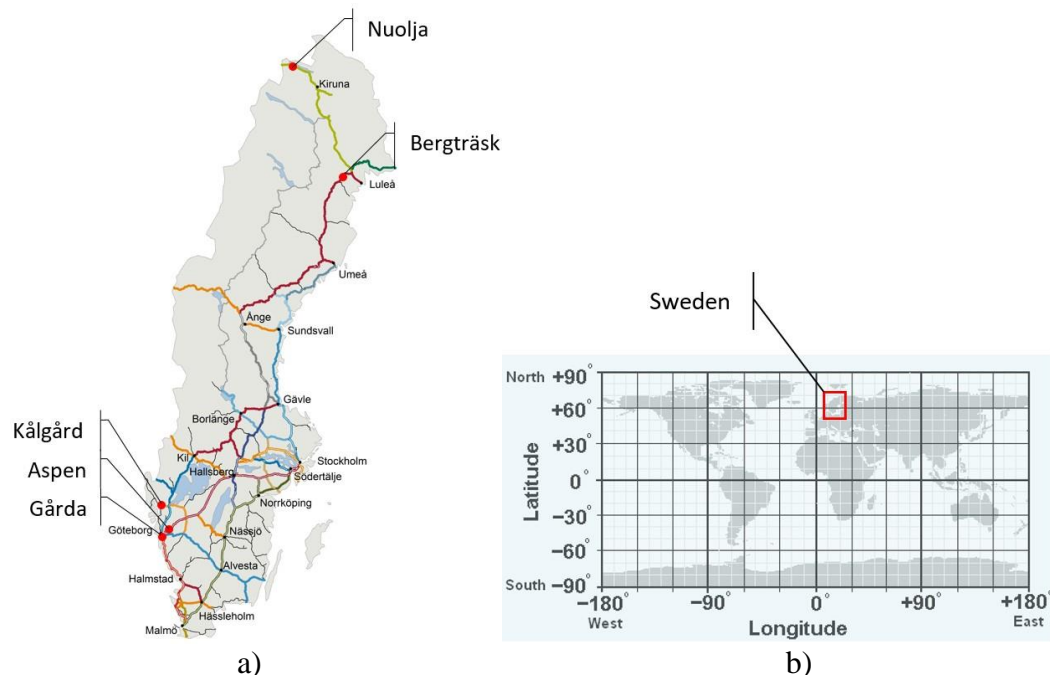 Nuolja
Kiruna
Bergträsk
Luleå
Umeå
Ånge
Sundsvall
Gävle
Borlänge
Kålgård
Kil
Stockholm
Aspen
Hallsberg
Södertälje
Norrköping
Gårda
Göteborg
Nässjö
Alvesta
Halmstad
Hässleholm
Malmö
a)
Sweden
North +90°
+60°
+30°
Latitude
0°
−30°
−60°
South −90°
−180° −90° 0° +90° +180°
West Longitude East
b)